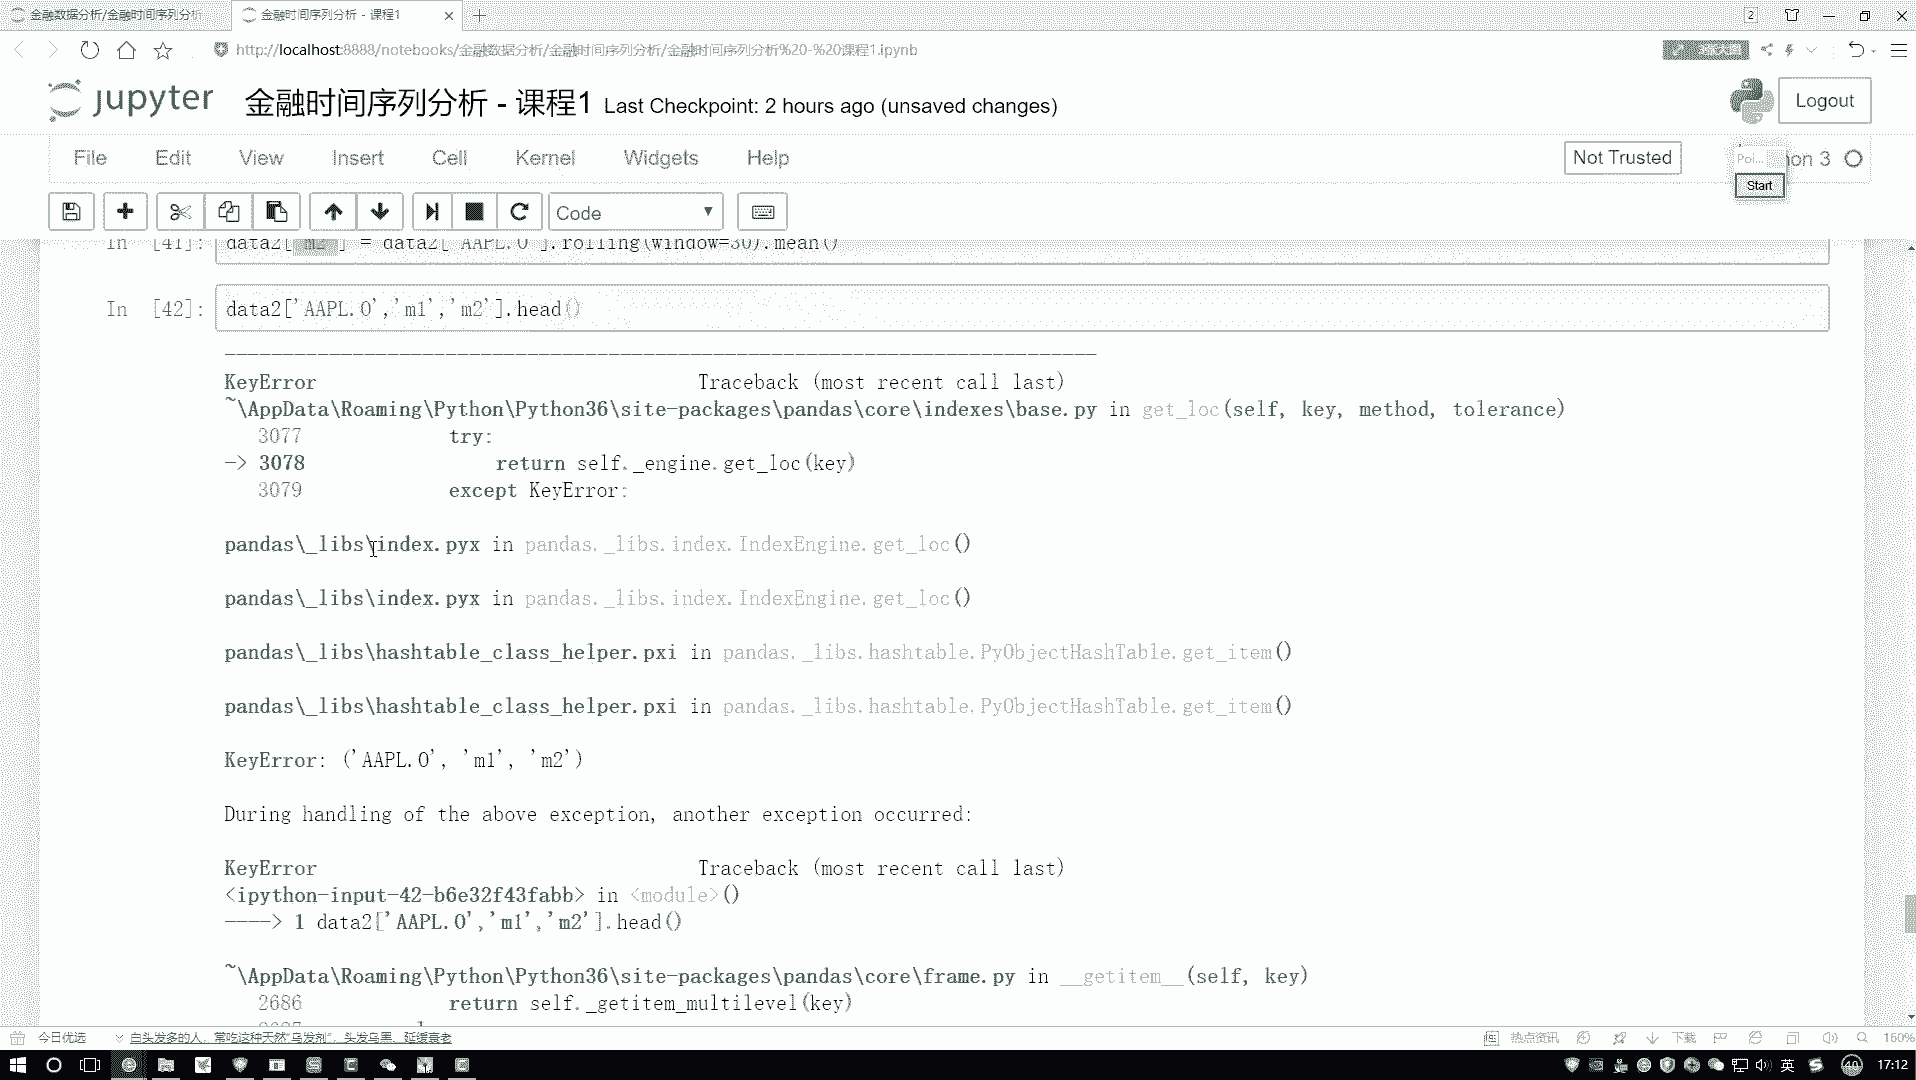 金融数据分析/金融时间序列分析
金融时间序列分析 - 课程1
2
http://localhost:8888/notebooks/金融数据分析/金融时间序列分析/金融时间序列分析%20-%20课程1.ipynb
jupyter
金融时间序列分析 - 课程1
Last Checkpoint: 2 hours ago (unsaved changes)
Logout
File Edit View Insert Cell Kernel Widgets Help
Not Trusted
Poi...
on 3
Start
Code
In [41]: data2['m2'] = data2['AAPL.O'].rolling(window=30).mean()
In [42]: data2['AAPL.O','m1','m2'].head()
---------------------------------------------------------------------------
KeyError Traceback (most recent call last)
~\AppData\Roaming\Python\Python36\site-packages\pandas\core\indexes\base.py in get_loc(self, key, method, tolerance)
3077 try:
-> 3078 return self._engine.get_loc(key)
3079 except KeyError:
pandas\_libs\index.pyx in pandas._libs.index.IndexEngine.get_loc()
pandas\_libs\index.pyx in pandas._libs.index.IndexEngine.get_loc()
pandas\_libs\hashtable_class_helper.pxi in pandas._libs.hashtable.PyObjectHashTable.get_item()
pandas\_libs\hashtable_class_helper.pxi in pandas._libs.hashtable.PyObjectHashTable.get_item()
KeyError: ('AAPL.O', 'm1', 'm2')
During handling of the above exception, another exception occurred:
KeyError Traceback (most recent call last)
<ipython-input-42-b6e32f43fabb> in <module>()
----> 1 data2['AAPL.O','m1','m2'].head()
~\AppData\Roaming\Python\Python36\site-packages\pandas\core\frame.py in __getitem__(self, key)
2686 return self._getitem_multilevel(key)
今日优选
白头发多的人，常吃这种天然“乌发剂”，头发乌黑、延缓衰老
热点资讯
下载
160%
英
40
17:12